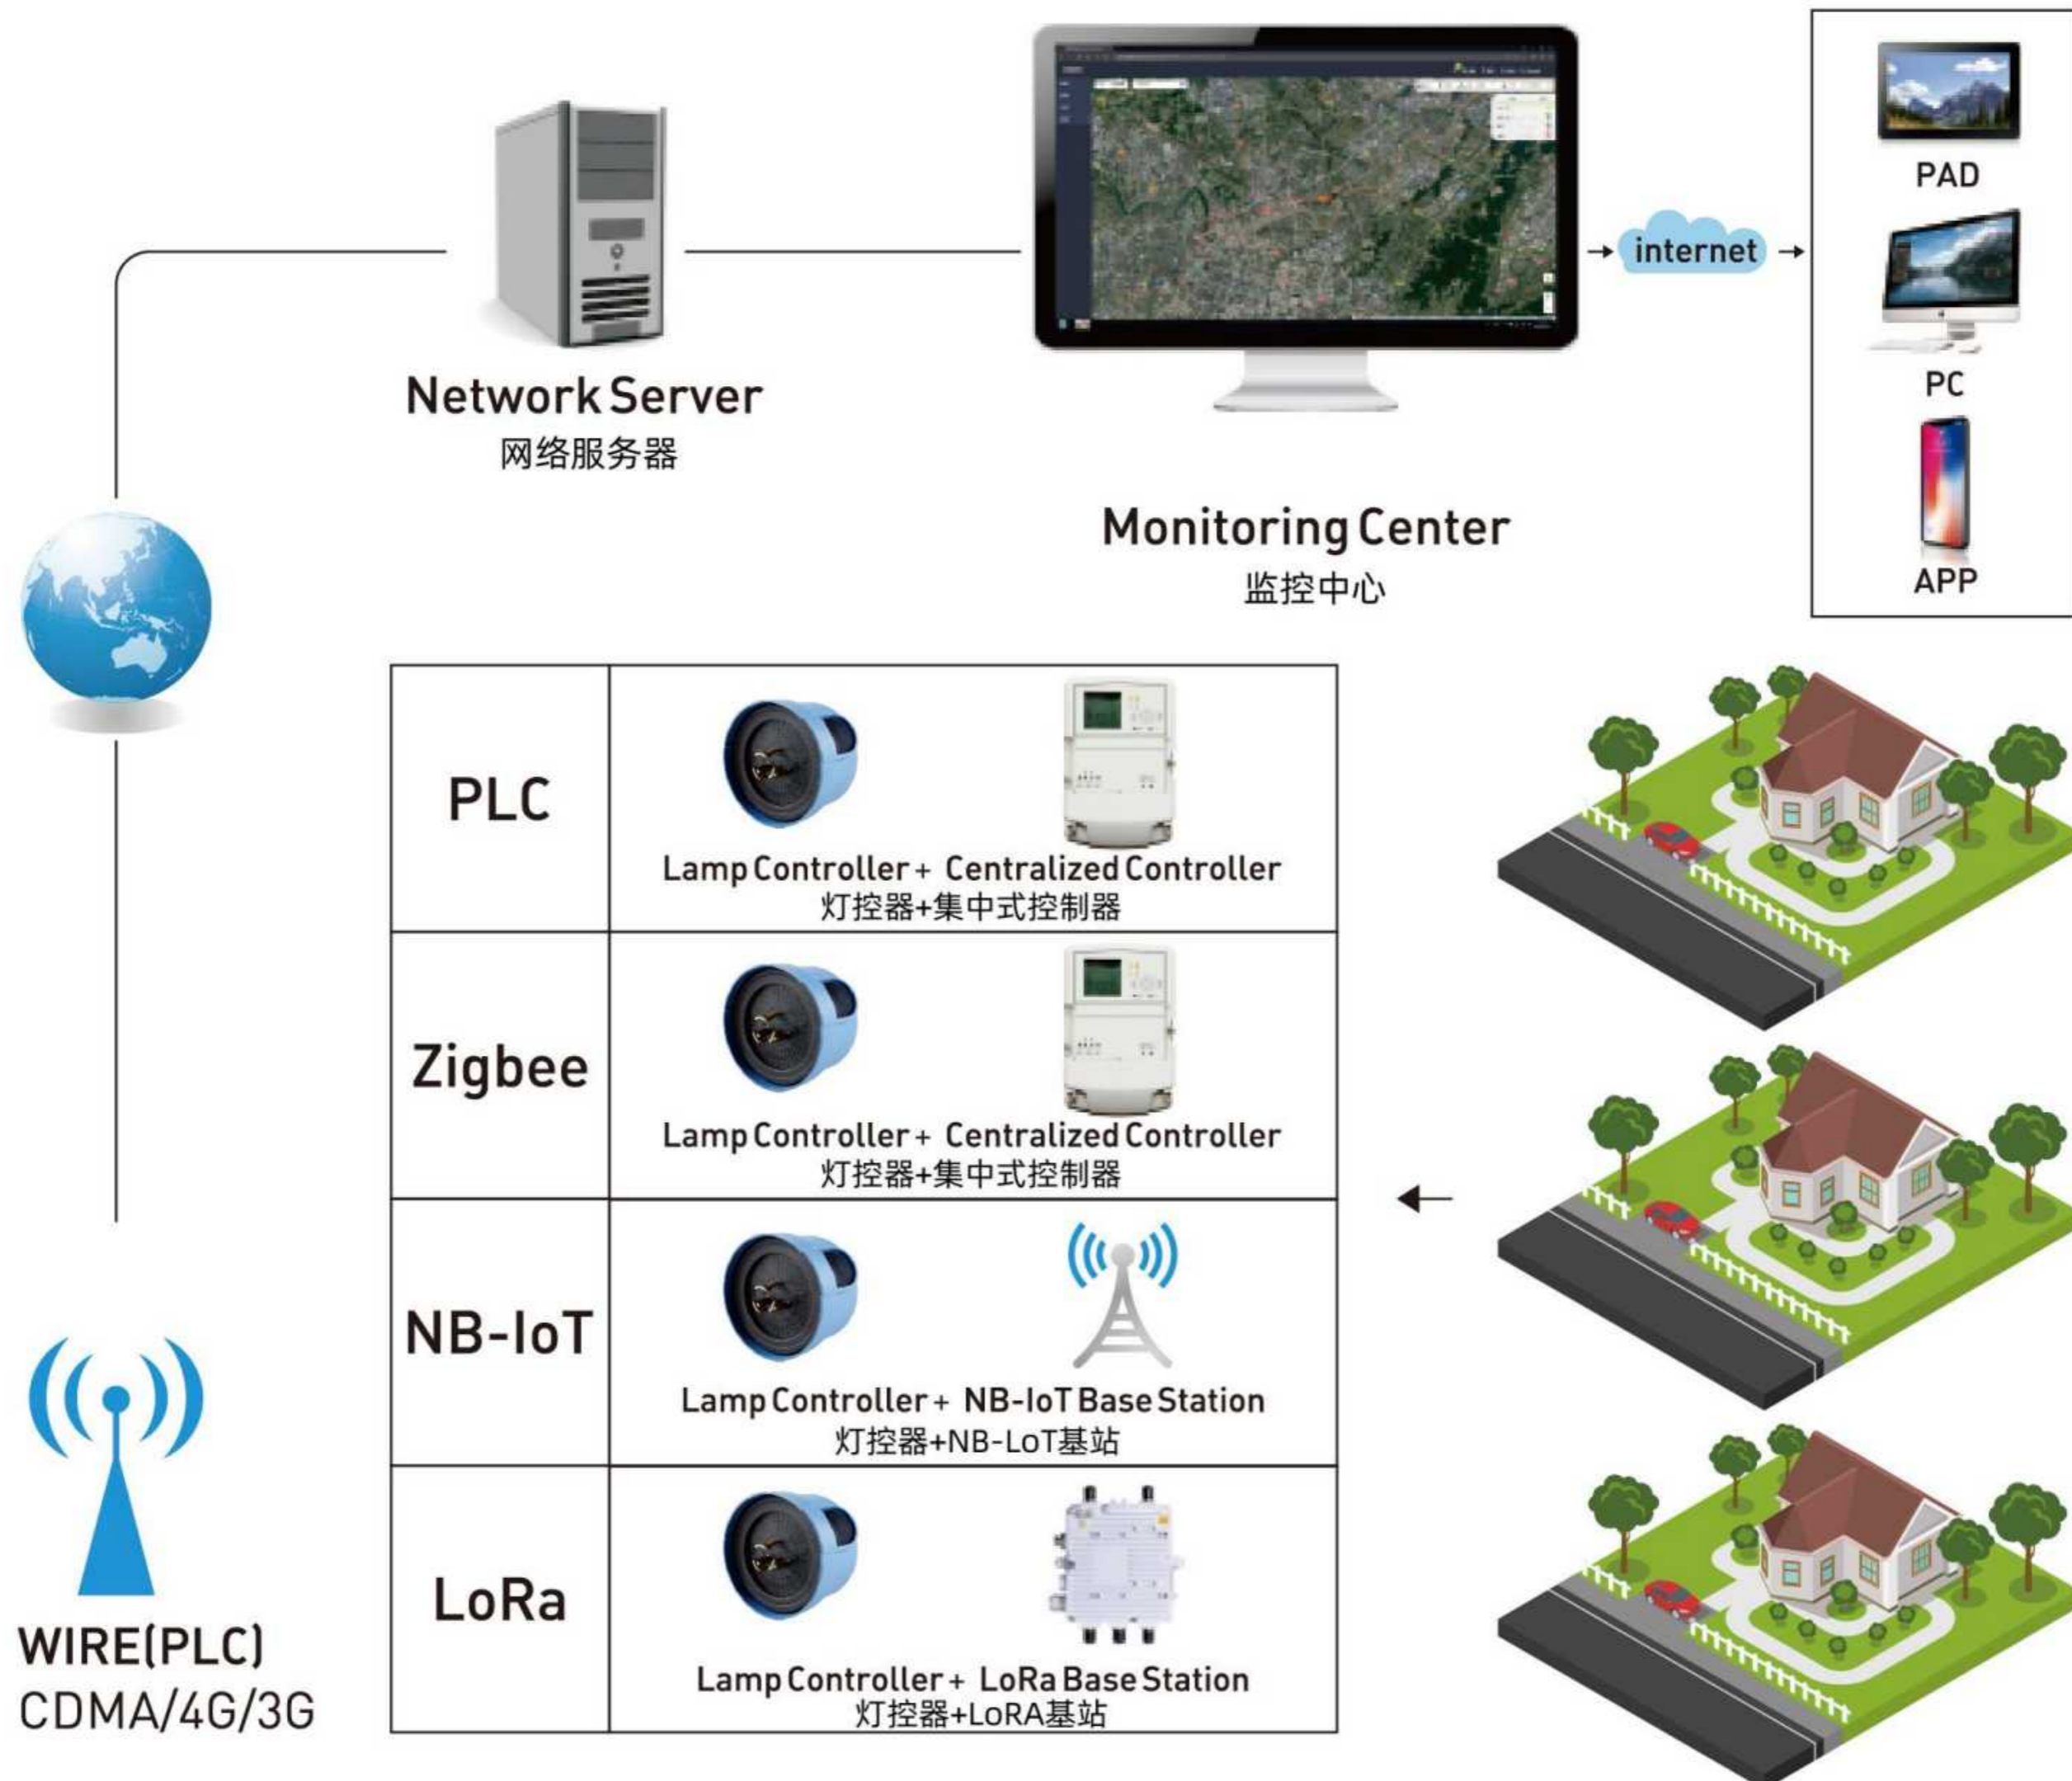 PAD
internet
PC
Network Server
网络服务器
Monitoring Center
监控中心
APP
PLC
Lamp Controller + Centralized Controller
灯控器+集中式控制器
Zigbee
Lamp Controller + Centralized Controller
灯控器+集中式控制器
NB-IoT
Lamp Controller + NB-IoT Base Station
灯控器+NB-LoT基站
LoRa
Lamp Controller + LoRa Base Station
灯控器+LoRA基站
WIRE(PLC)
CDMA/4G/3G